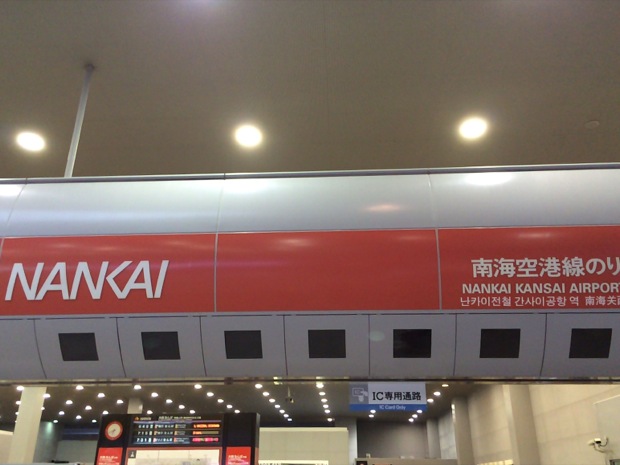 NANKAI
南海空港線のり
NANKAI KANSAI AIRPORT
난카이전철 간사이공항 역 南海关西
IC専用通路
IC Card Only